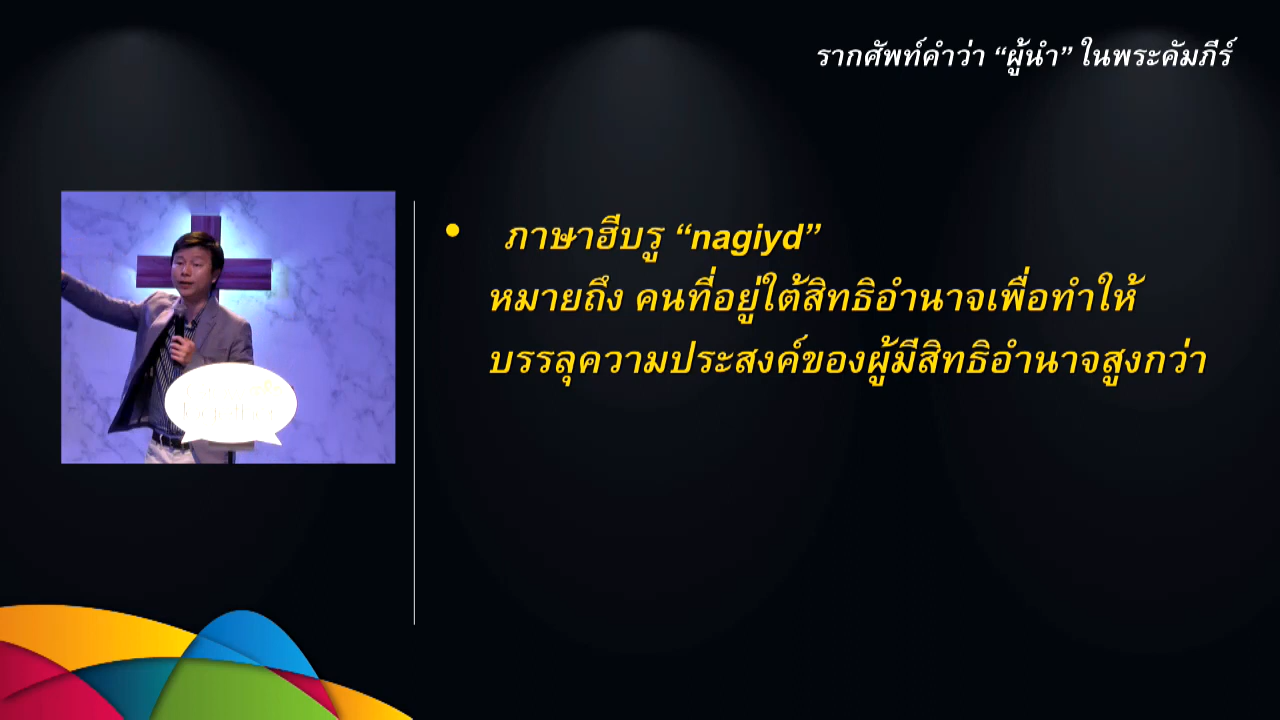 รากศัพท์คำว่า “ผู้นำ” ในพระคัมภีร์
• ภาษาฮีบรู “nagiyd”
หมายถึง คนที่อยู่ใต้สิทธิอำนาจเพื่อทำให้
บรรลุความประสงค์ของผู้มีสิทธิอำนาจสูงกว่า